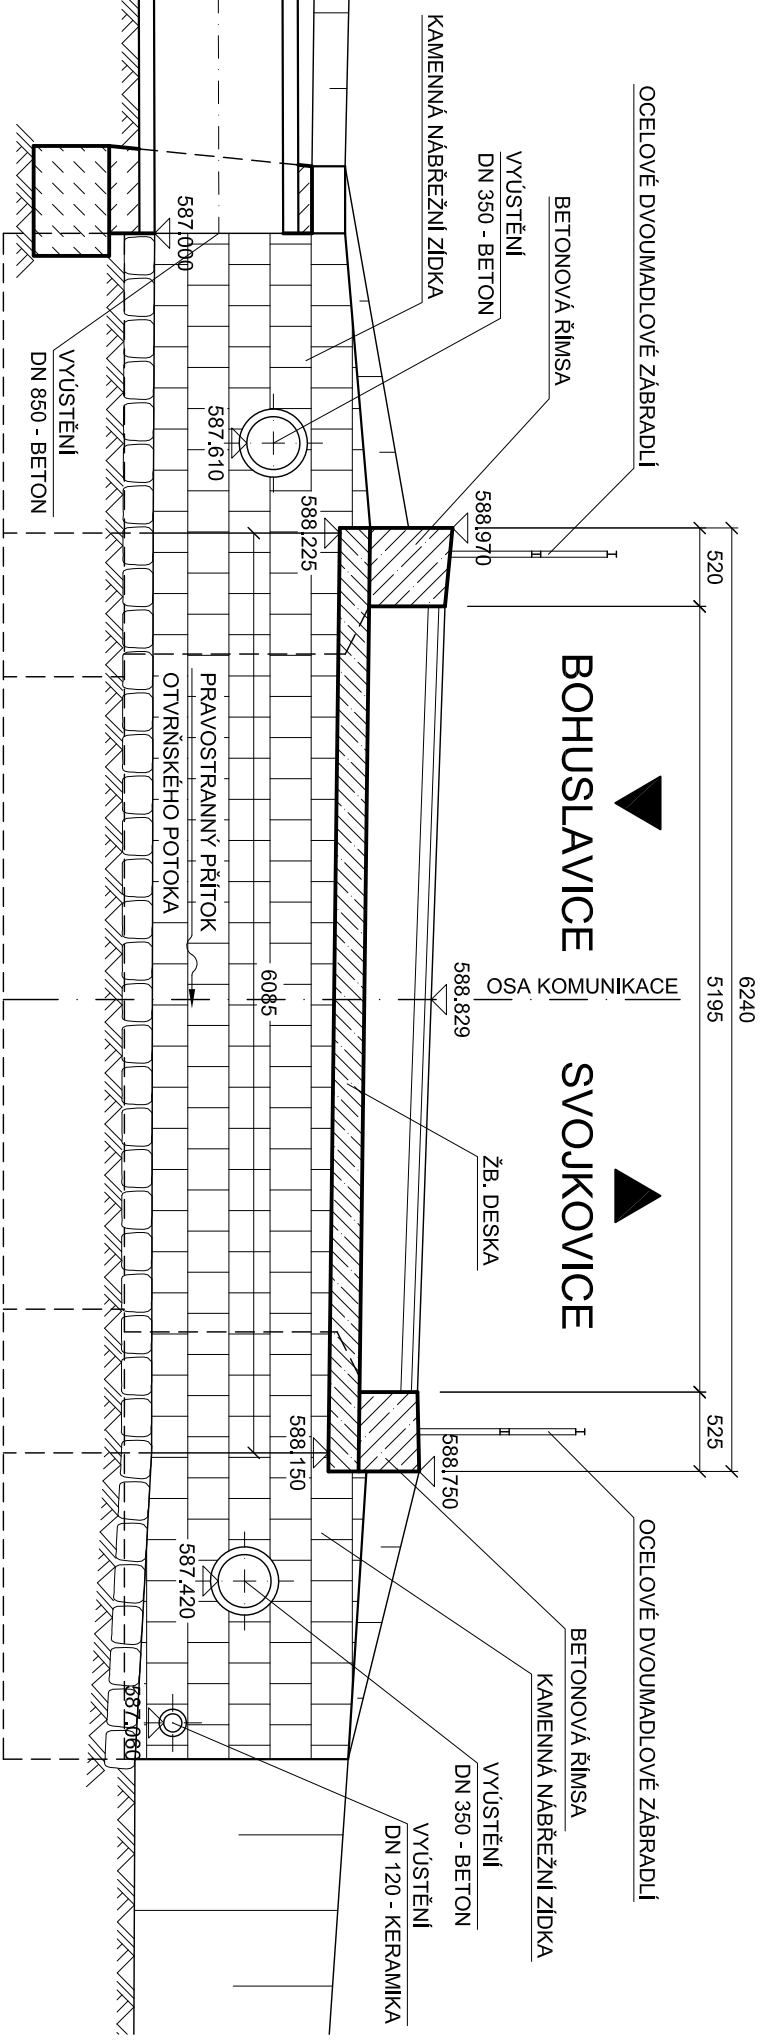 OCELOVÉ DVOUMADLOVÉ ZÁBRADLÍ
BETONOVÁ ŘÍMSA
VYÚSTĚNÍ
DN 350 - BETON
KAMENNÁ NÁBŘEŽNÍ ZÍDKA
6240
520
5195
525
BOHUSLAVICE
SVOJKOVICE
OSA KOMUNIKACE
588.970
588.829
588.750
ŽB. DESKA
588.225
588.150
6085
587.000
587.610
587.420
587.060
PRAVOSTRANNÝ PŘÍTOK
OTVRŇSKÉHO POTOKA
VYÚSTĚNÍ
DN 850 - BETON
OCELOVÉ DVOUMADLOVÉ ZÁBRADLÍ
BETONOVÁ ŘÍMSA
KAMENNÁ NÁBŘEŽNÍ ZÍDKA
VYÚSTĚNÍ
DN 350 - BETON
VYÚSTĚNÍ
DN 120 - KERAMIKA